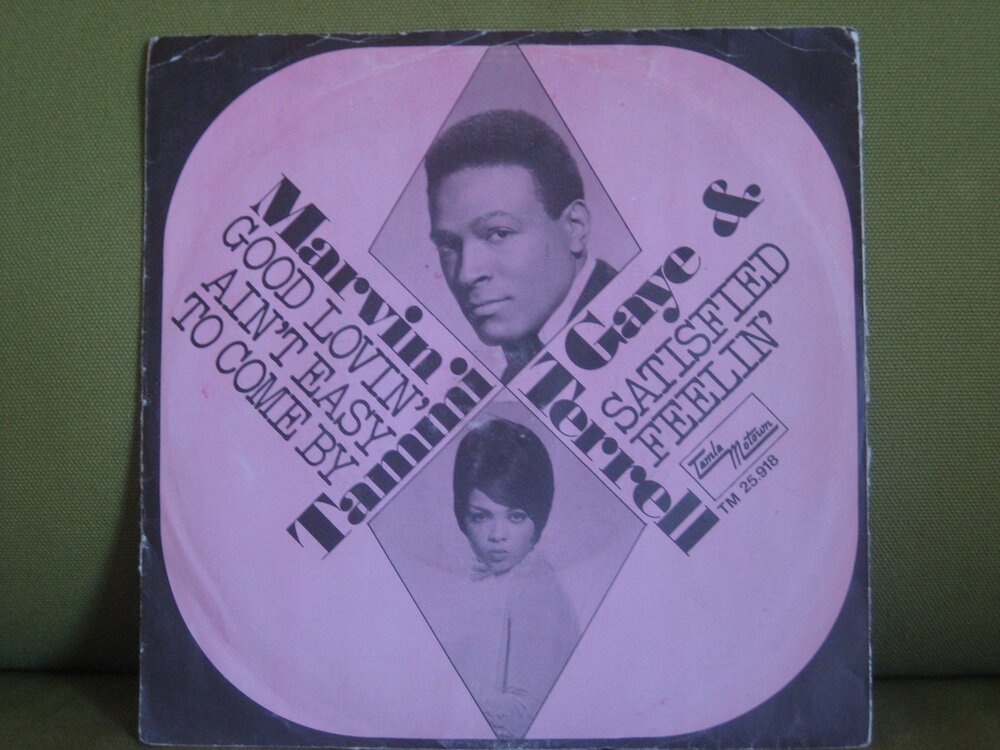 Marvin
Gaye &
GOOD LOVIN'
AIN'T EASY
TO COME BY
SATISFIED
FEELIN'
Tammi
Terrell
Tamla Motown
TM 25.918